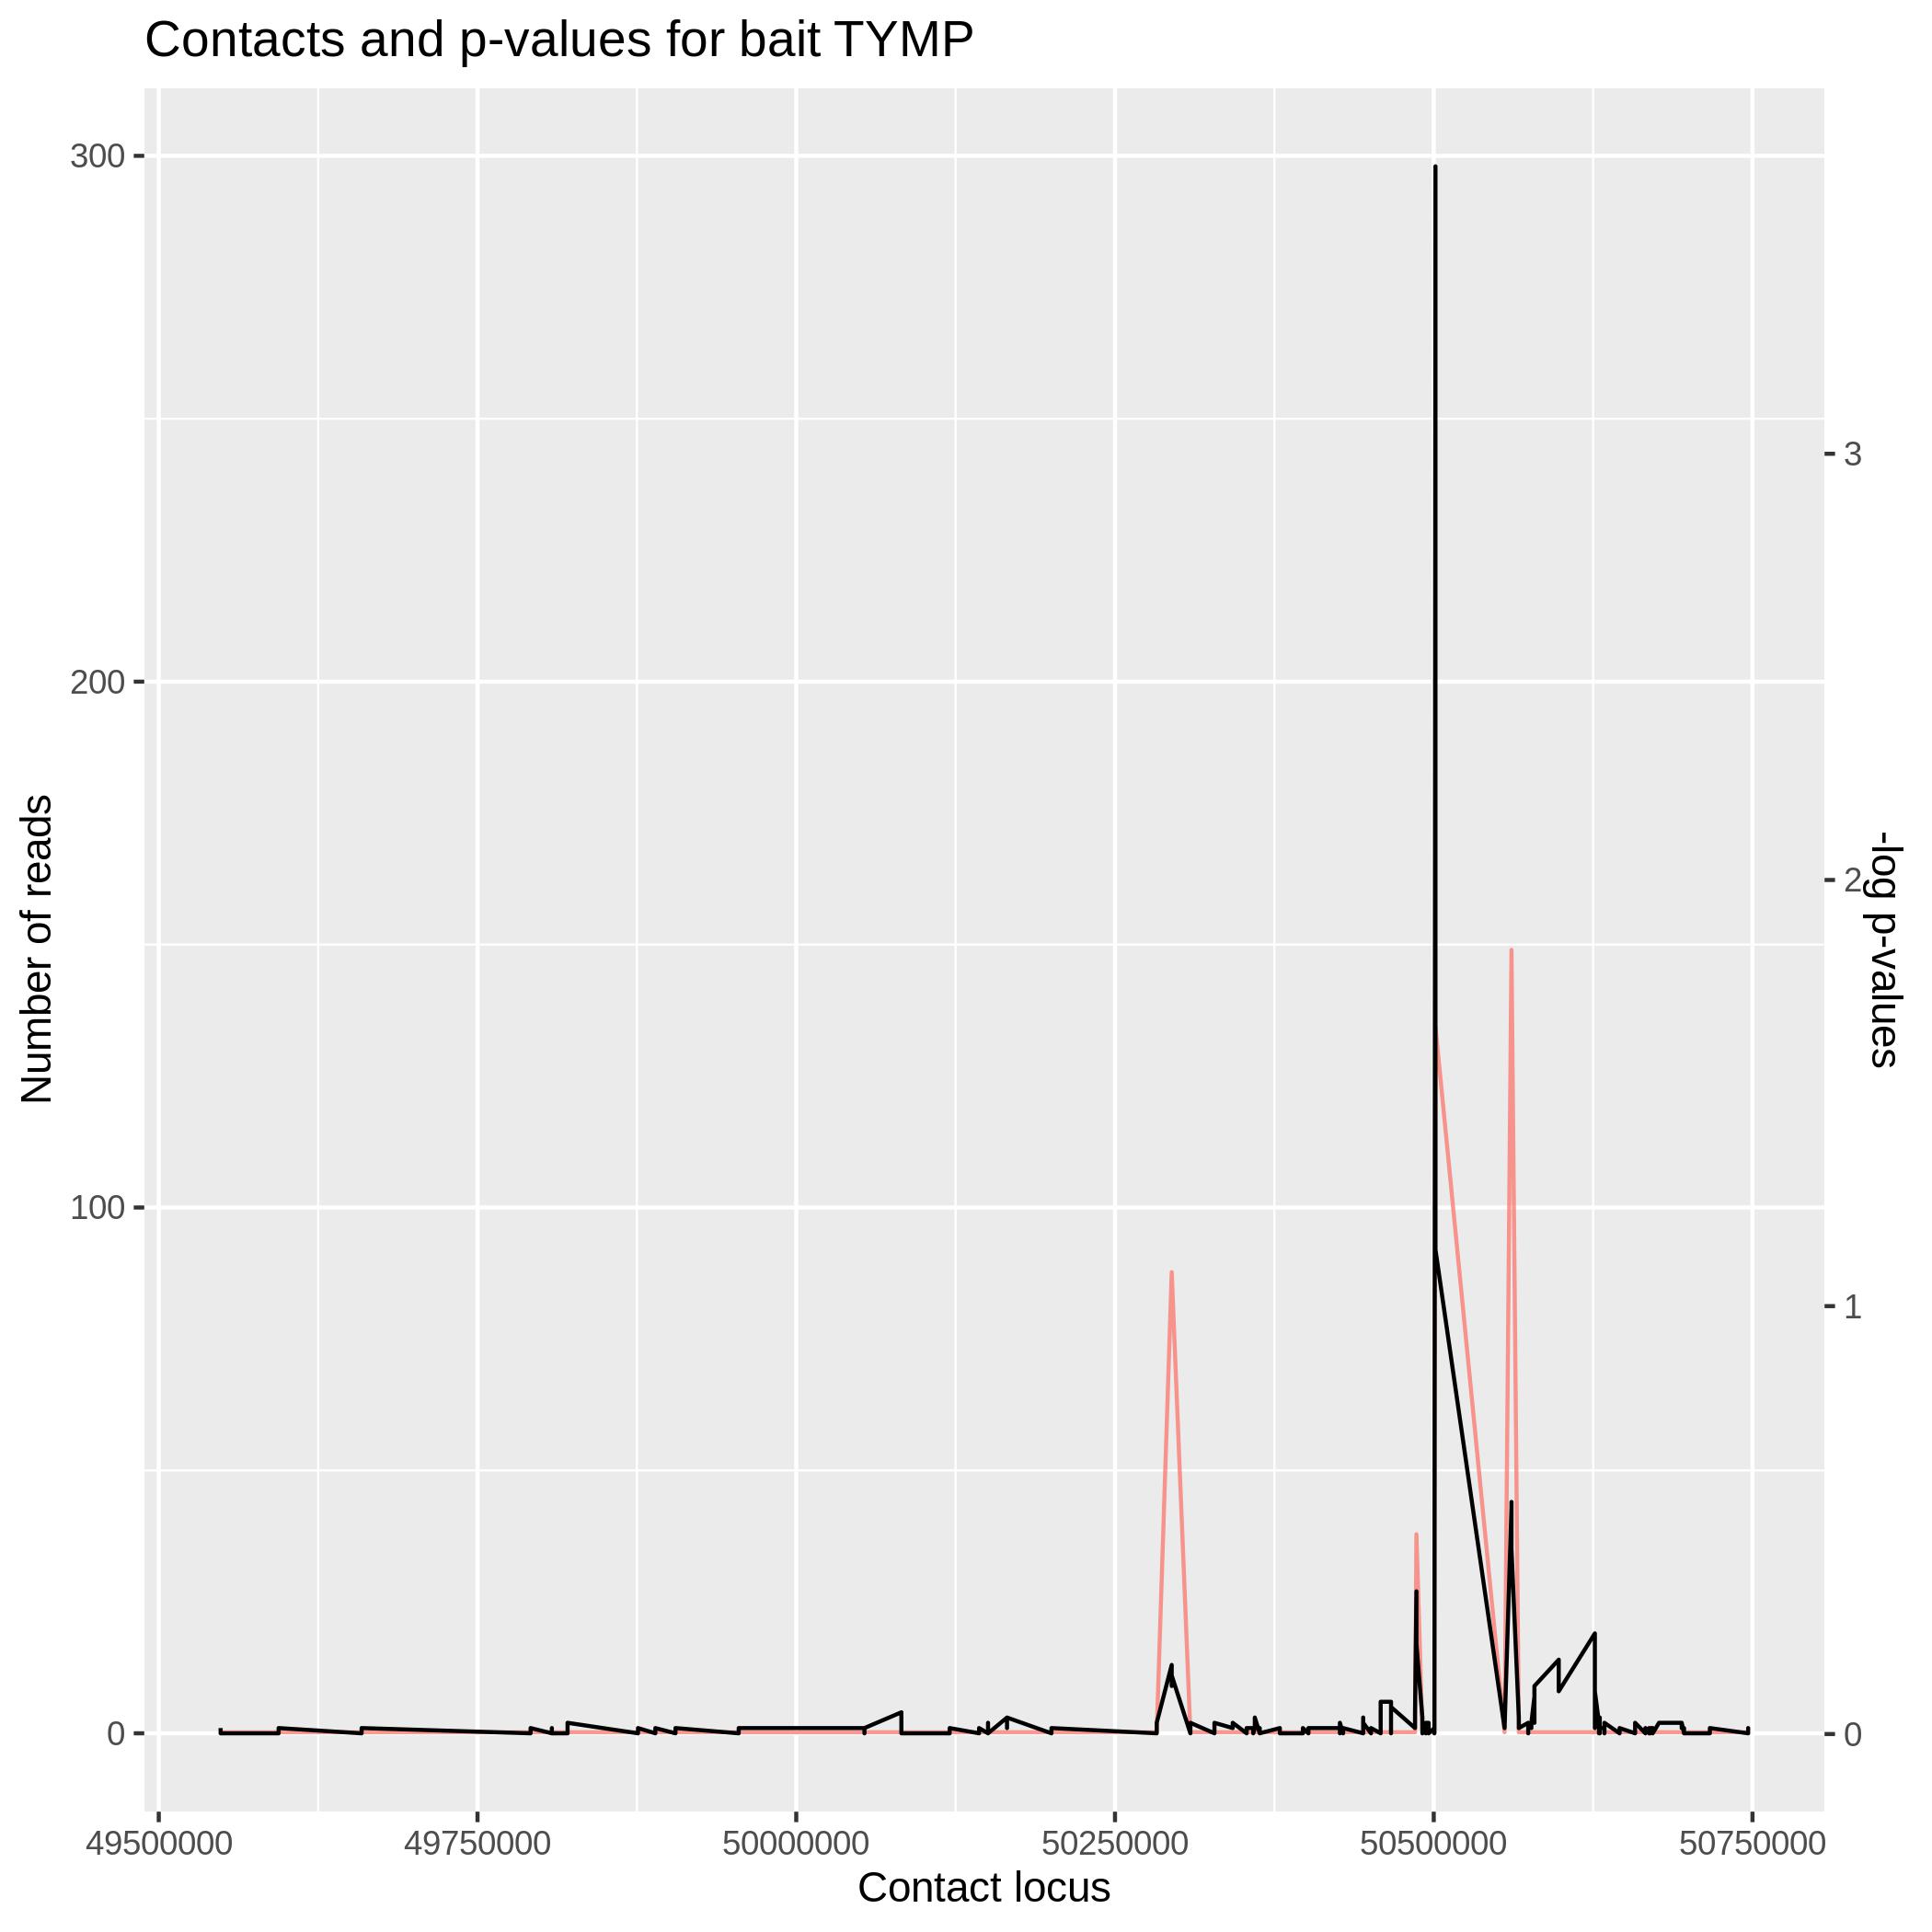 Contacts and p-values for bait TYMP
300
200
100
0
Number of reads
3
2
1
0
-log p-values
49500000 49750000 50000000 50250000 50500000 50750000
Contact locus